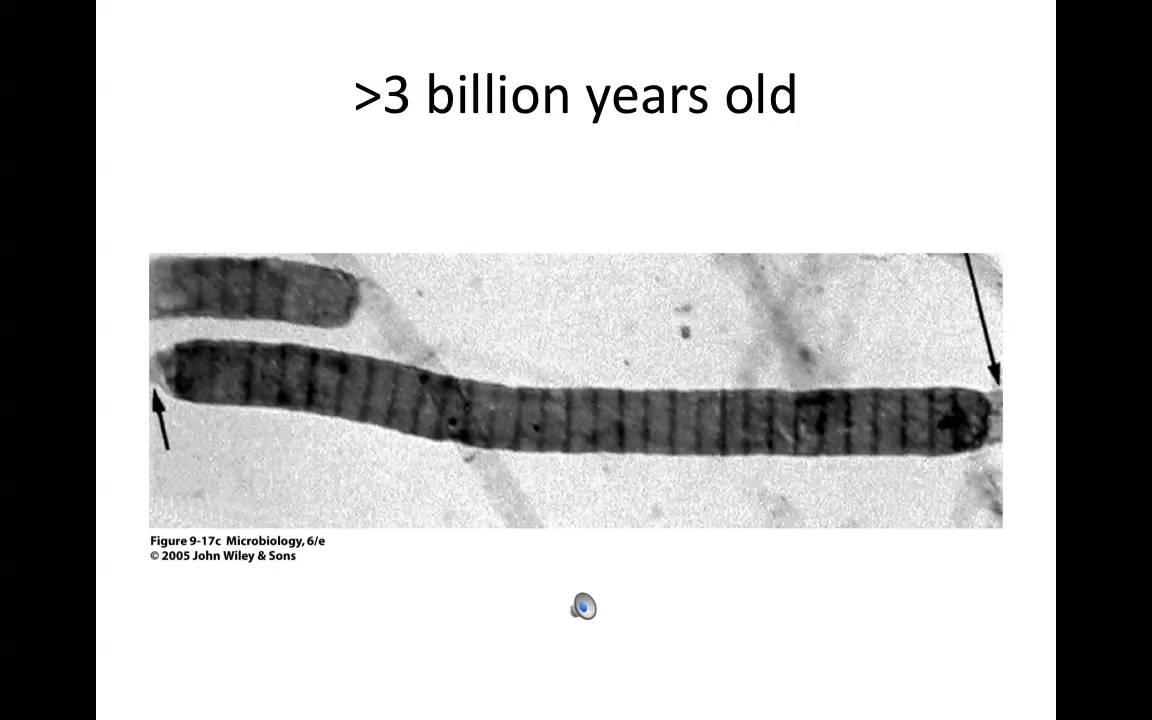 >3 billion years old
Figure 9-17c Microbiology, 6/e
© 2005 John Wiley & Sons